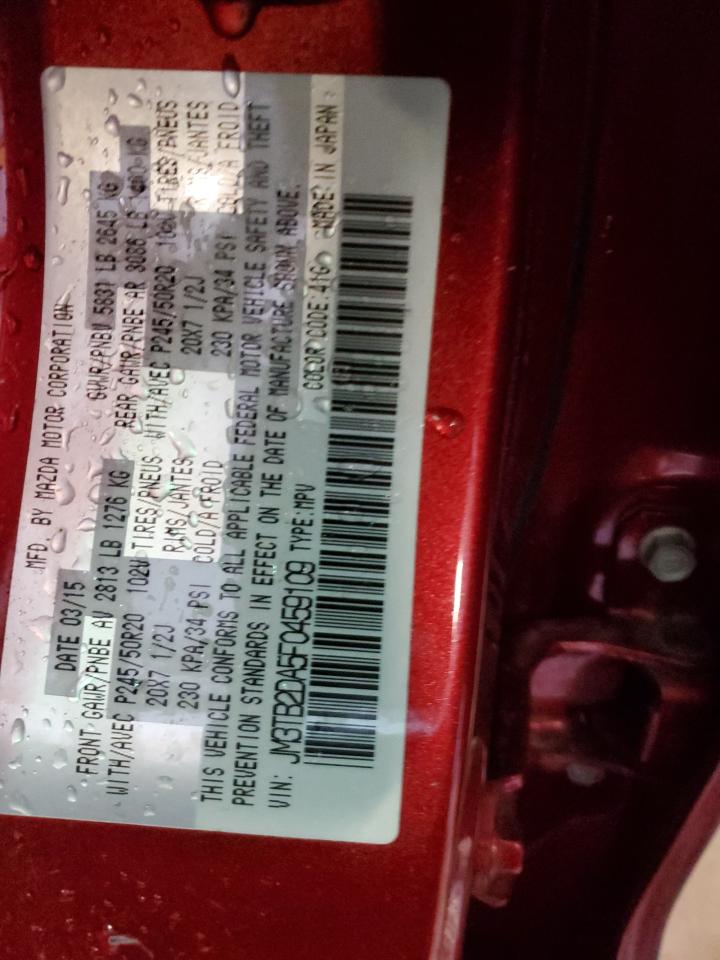 MFD BY MAZDA MOTOR CORPORATION
DATE 03/15 GVWR/PNBV 5831 LB 2645 KG
FRONT GAWR/PNBE AV 2813 LB 1276 KG REAR GAWR/PNBE AR 3086 LB 1400 KG
WITH/AVEC P245/50R20 102V TIRES/PNEUS WITH/AVEC P245/50R20 102V TIRES/PNEUS
20X7 1/2J RIMS/JANTES 20X7 1/2J RIMS/JANTES
230 KPA/34 PSI COLD/A FROID 230 KPA/34 PSI COLD/A FROID
THIS VEHICLE CONFORMS TO ALL APPLICABLE FEDERAL MOTOR VEHICLE SAFETY AND THEFT
PREVENTION STANDARDS IN EFFECT ON THE DATE OF MANUFACTURE SHOWN ABOVE.
VIN: JM3TB2DA5F0459109 TYPE:MPV COLOR CODE:41G <MADE IN JAPAN>